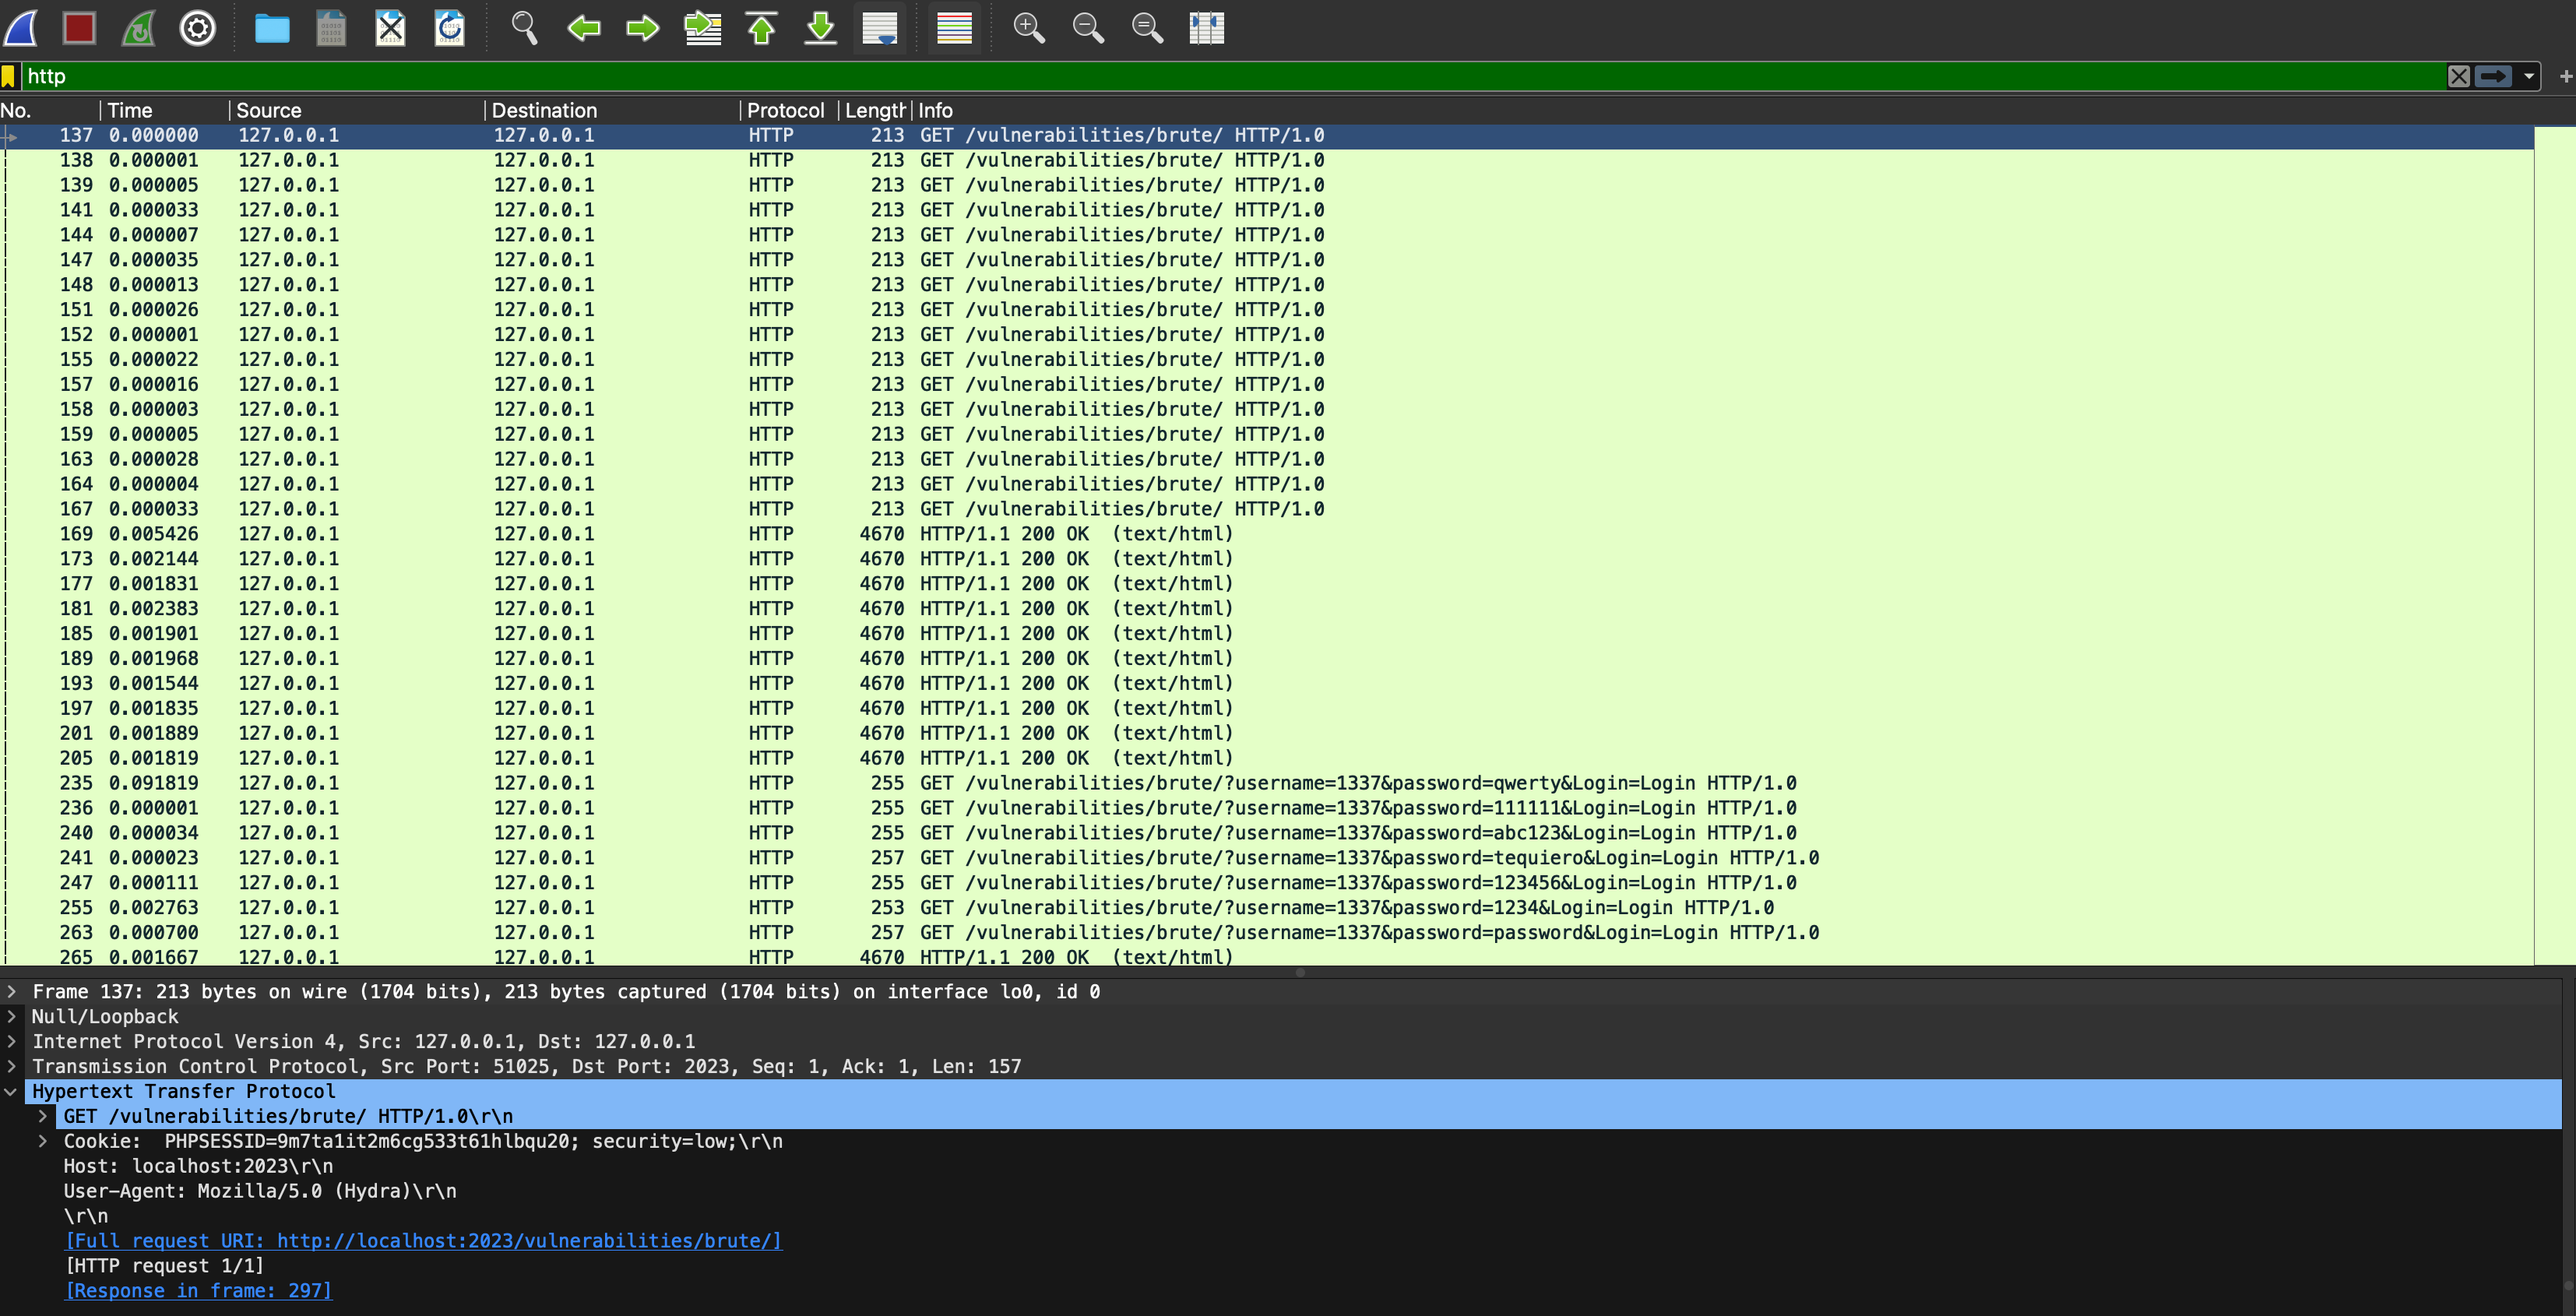 http
No. Time Source Destination Protocol Length Info
137 0.000000 127.0.0.1 127.0.0.1 HTTP 213 GET /vulnerabilities/brute/ HTTP/1.0
138 0.000001 127.0.0.1 127.0.0.1 HTTP 213 GET /vulnerabilities/brute/ HTTP/1.0
139 0.000005 127.0.0.1 127.0.0.1 HTTP 213 GET /vulnerabilities/brute/ HTTP/1.0
141 0.000033 127.0.0.1 127.0.0.1 HTTP 213 GET /vulnerabilities/brute/ HTTP/1.0
144 0.000007 127.0.0.1 127.0.0.1 HTTP 213 GET /vulnerabilities/brute/ HTTP/1.0
147 0.000035 127.0.0.1 127.0.0.1 HTTP 213 GET /vulnerabilities/brute/ HTTP/1.0
148 0.000013 127.0.0.1 127.0.0.1 HTTP 213 GET /vulnerabilities/brute/ HTTP/1.0
151 0.000026 127.0.0.1 127.0.0.1 HTTP 213 GET /vulnerabilities/brute/ HTTP/1.0
152 0.000001 127.0.0.1 127.0.0.1 HTTP 213 GET /vulnerabilities/brute/ HTTP/1.0
155 0.000022 127.0.0.1 127.0.0.1 HTTP 213 GET /vulnerabilities/brute/ HTTP/1.0
157 0.000016 127.0.0.1 127.0.0.1 HTTP 213 GET /vulnerabilities/brute/ HTTP/1.0
158 0.000003 127.0.0.1 127.0.0.1 HTTP 213 GET /vulnerabilities/brute/ HTTP/1.0
159 0.000005 127.0.0.1 127.0.0.1 HTTP 213 GET /vulnerabilities/brute/ HTTP/1.0
163 0.000028 127.0.0.1 127.0.0.1 HTTP 213 GET /vulnerabilities/brute/ HTTP/1.0
164 0.000004 127.0.0.1 127.0.0.1 HTTP 213 GET /vulnerabilities/brute/ HTTP/1.0
167 0.000033 127.0.0.1 127.0.0.1 HTTP 213 GET /vulnerabilities/brute/ HTTP/1.0
169 0.005426 127.0.0.1 127.0.0.1 HTTP 4670 HTTP/1.1 200 OK (text/html)
173 0.002144 127.0.0.1 127.0.0.1 HTTP 4670 HTTP/1.1 200 OK (text/html)
177 0.001831 127.0.0.1 127.0.0.1 HTTP 4670 HTTP/1.1 200 OK (text/html)
181 0.002383 127.0.0.1 127.0.0.1 HTTP 4670 HTTP/1.1 200 OK (text/html)
185 0.001901 127.0.0.1 127.0.0.1 HTTP 4670 HTTP/1.1 200 OK (text/html)
189 0.001968 127.0.0.1 127.0.0.1 HTTP 4670 HTTP/1.1 200 OK (text/html)
193 0.001544 127.0.0.1 127.0.0.1 HTTP 4670 HTTP/1.1 200 OK (text/html)
197 0.001835 127.0.0.1 127.0.0.1 HTTP 4670 HTTP/1.1 200 OK (text/html)
201 0.001889 127.0.0.1 127.0.0.1 HTTP 4670 HTTP/1.1 200 OK (text/html)
205 0.001819 127.0.0.1 127.0.0.1 HTTP 4670 HTTP/1.1 200 OK (text/html)
235 0.091819 127.0.0.1 127.0.0.1 HTTP 255 GET /vulnerabilities/brute/?username=1337&password=qwerty&Login=Login HTTP/1.0
236 0.000001 127.0.0.1 127.0.0.1 HTTP 255 GET /vulnerabilities/brute/?username=1337&password=111111&Login=Login HTTP/1.0
240 0.000034 127.0.0.1 127.0.0.1 HTTP 255 GET /vulnerabilities/brute/?username=1337&password=abc123&Login=Login HTTP/1.0
241 0.000023 127.0.0.1 127.0.0.1 HTTP 257 GET /vulnerabilities/brute/?username=1337&password=tequiero&Login=Login HTTP/1.0
247 0.000111 127.0.0.1 127.0.0.1 HTTP 255 GET /vulnerabilities/brute/?username=1337&password=123456&Login=Login HTTP/1.0
255 0.002763 127.0.0.1 127.0.0.1 HTTP 253 GET /vulnerabilities/brute/?username=1337&password=1234&Login=Login HTTP/1.0
263 0.000700 127.0.0.1 127.0.0.1 HTTP 257 GET /vulnerabilities/brute/?username=1337&password=password&Login=Login HTTP/1.0
265 0.001667 127.0.0.1 127.0.0.1 HTTP 4670 HTTP/1.1 200 OK (text/html)
Frame 137: 213 bytes on wire (1704 bits), 213 bytes captured (1704 bits) on interface lo0, id 0
Null/Loopback
Internet Protocol Version 4, Src: 127.0.0.1, Dst: 127.0.0.1
Transmission Control Protocol, Src Port: 51025, Dst Port: 2023, Seq: 1, Ack: 1, Len: 157
Hypertext Transfer Protocol
GET /vulnerabilities/brute/ HTTP/1.0\r\n
Cookie: PHPSESSID=9m7ta1it2m6cg533t61hlbqu20; security=low;\r\n
Host: localhost:2023\r\n
User-Agent: Mozilla/5.0 (Hydra)\r\n
\r\n
[Full request URI: http://localhost:2023/vulnerabilities/brute/]
[HTTP request 1/1]
[Response in frame: 297]